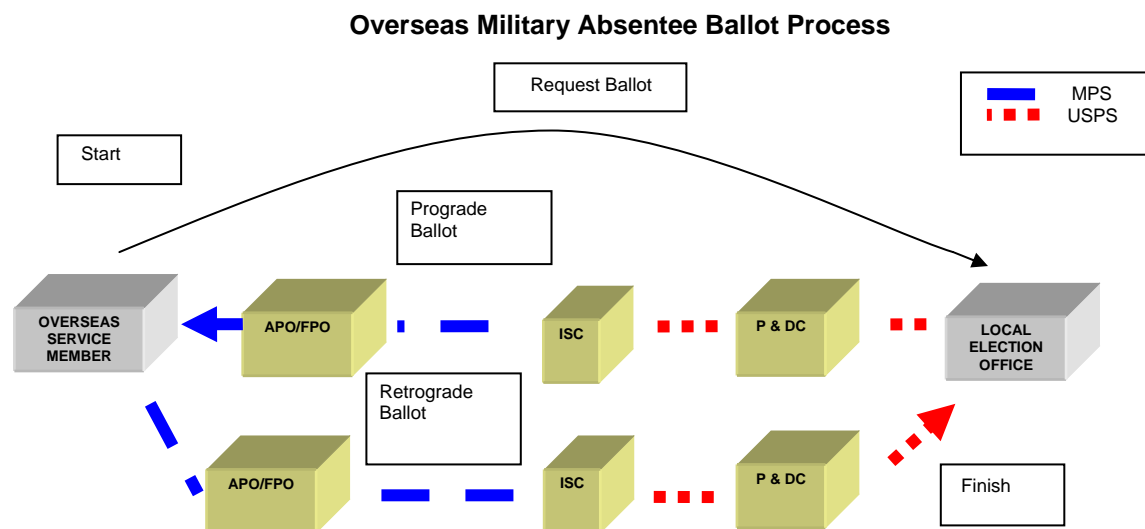 Overseas Military Absentee Ballot Process
Request Ballot
MPS
USPS
Start
Prograde
Ballot
OVERSEAS
SERVICE
MEMBER
APO/FPO
ISC
P & DC
LOCAL
ELECTION
OFFICE
Retrograde
Ballot
APO/FPO
ISC
P & DC
Finish